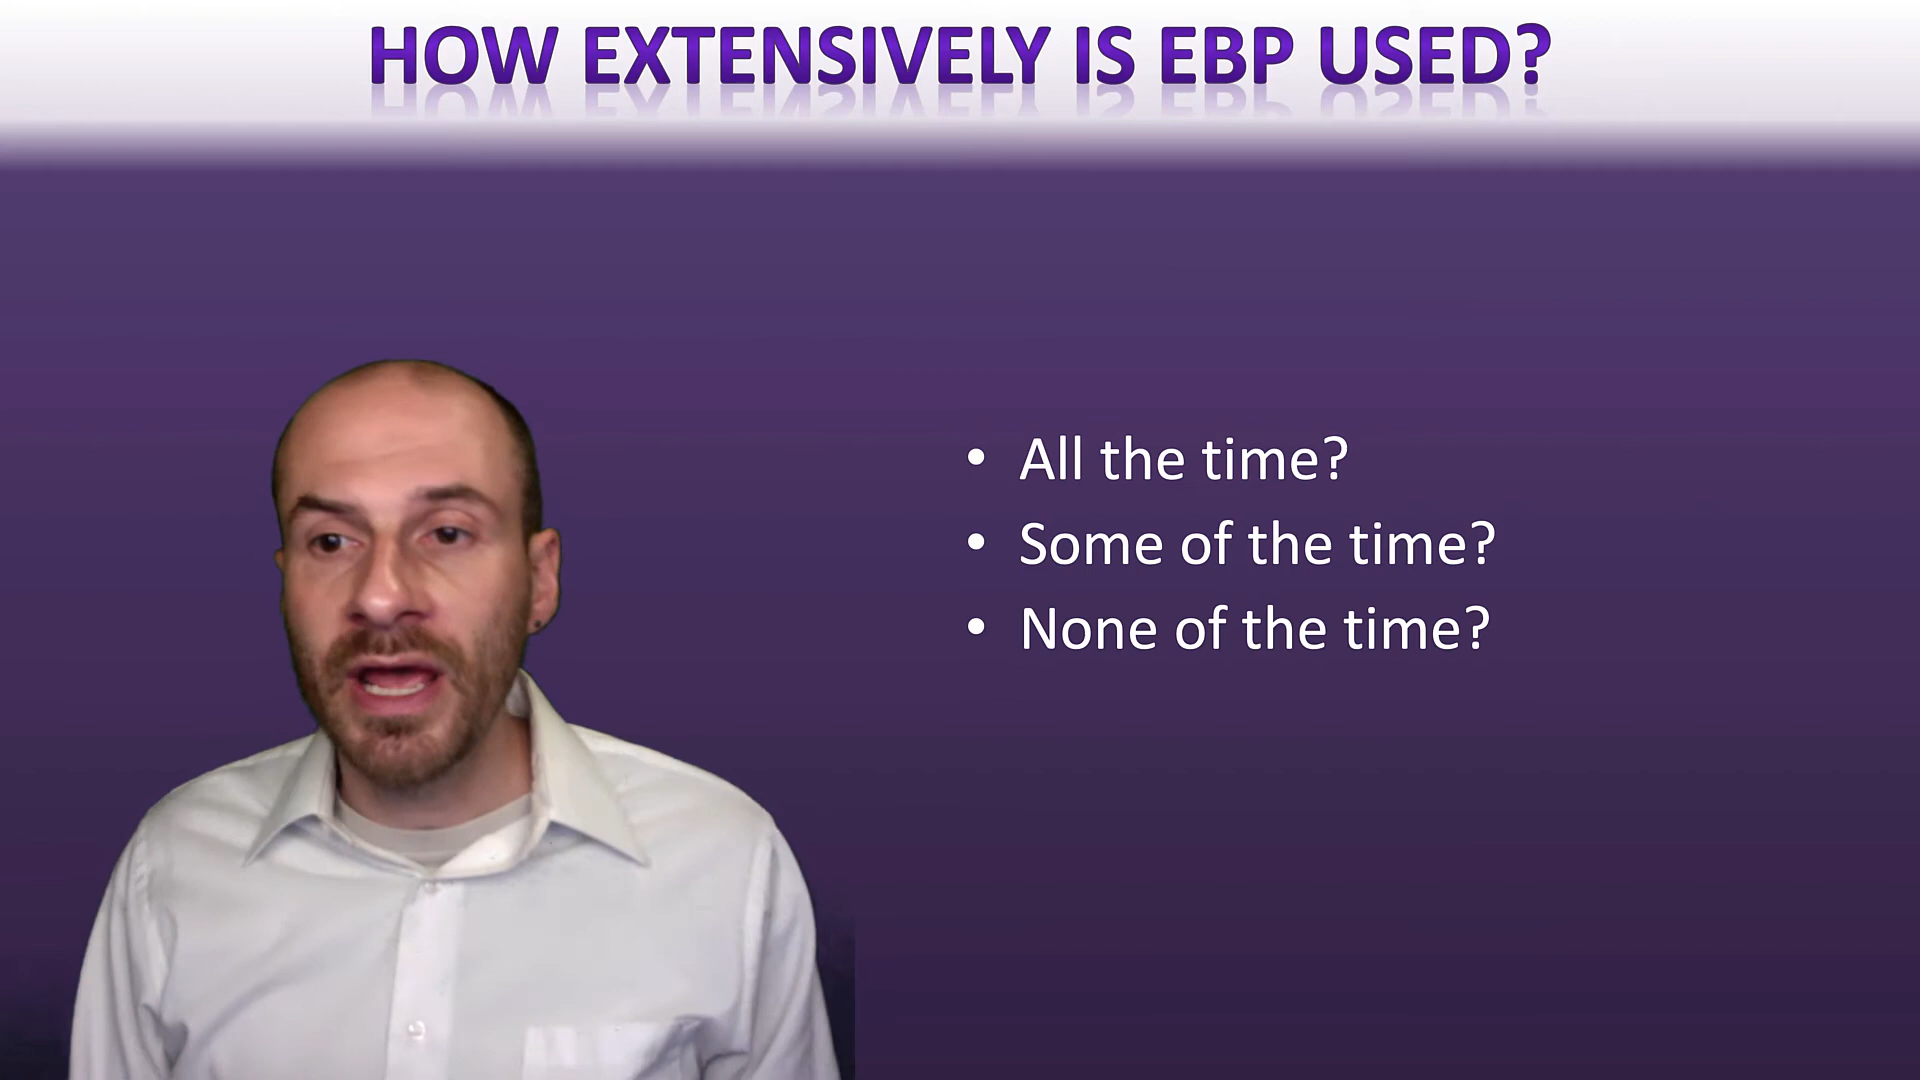 HOW EXTENSIVELY IS EBP USED?
• All the time?
• Some of the time?
• None of the time?